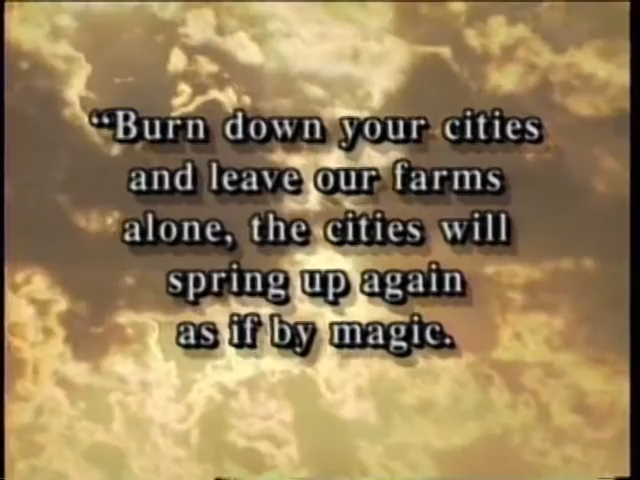 “Burn down your cities
and leave our farms
alone, the cities will
spring up again
as if by magic.